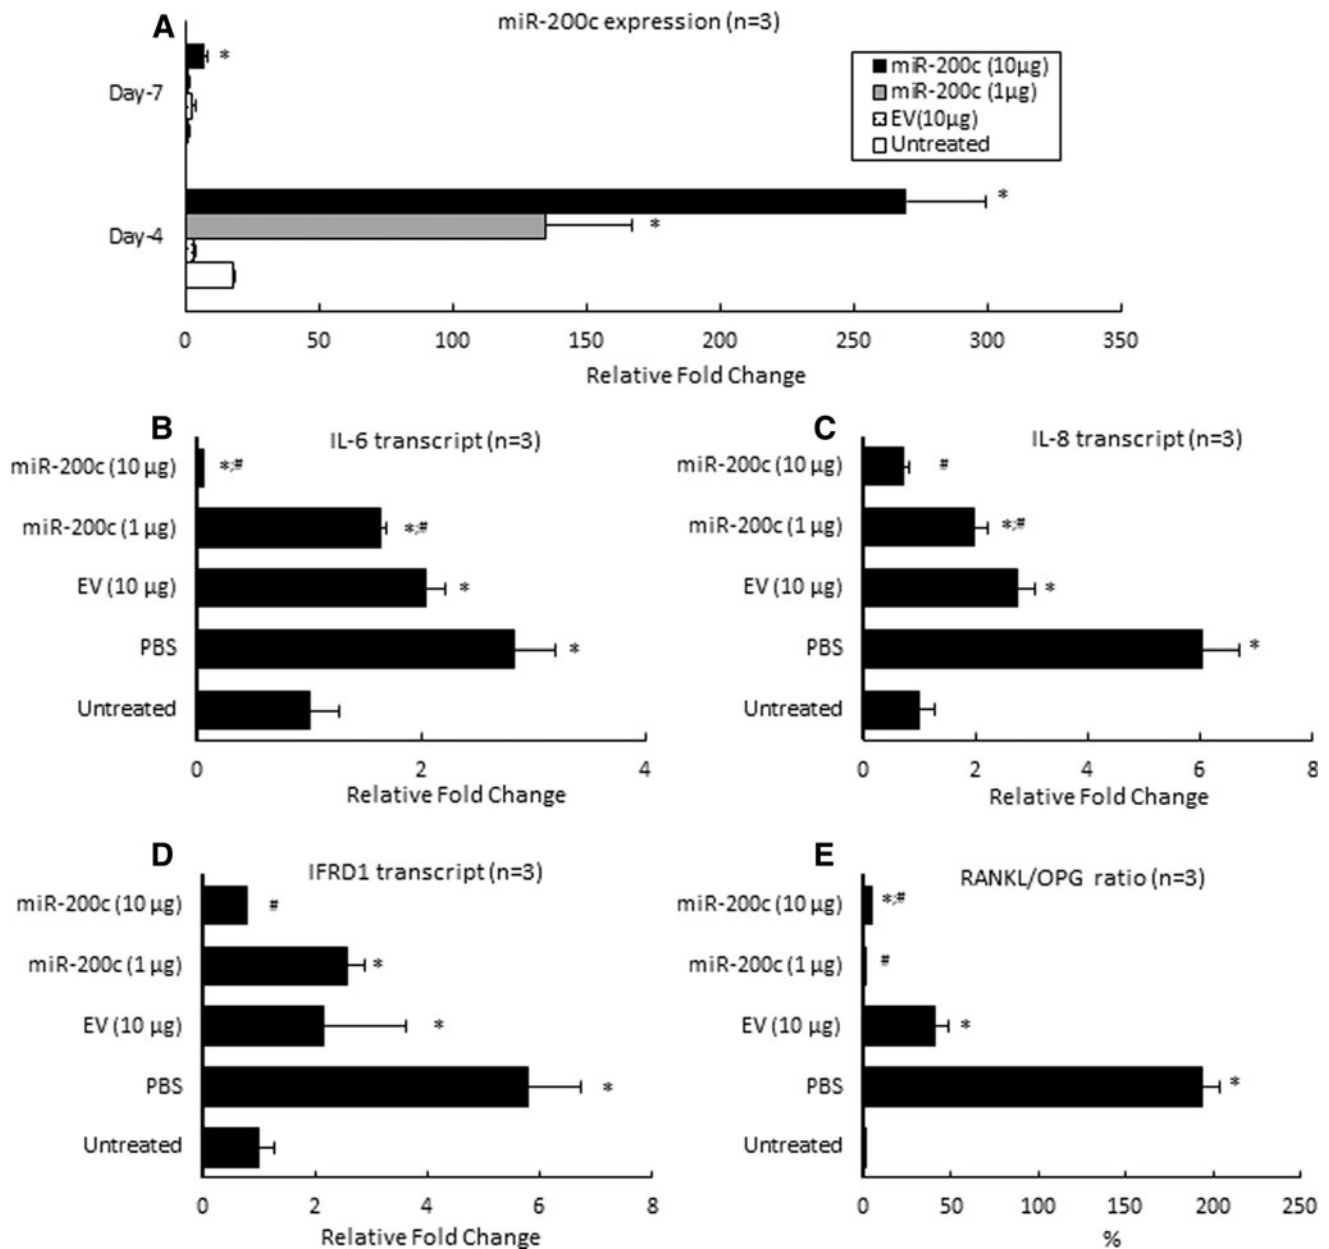 A
miR-200c expression (n=3)
*
Day-7
miR-200c (10µg)
miR-200c (1µg)
EV(10µg)
Untreated
*
*
Day-4
0 50 100 150 200 250 300 350
Relative Fold Change
B
IL-6 transcript (n=3)
miR-200c (10 µg)
*,#
miR-200c (1 µg)
*,#
EV (10 µg)
*
PBS
*
Untreated
0 2 4
Relative Fold Change
C
IL-8 transcript (n=3)
miR-200c (10 µg)
#
miR-200c (1 µg)
*,#
EV (10 µg)
*
PBS
*
Untreated
0 2 4 6 8
Relative Fold Change
D
IFRD1 transcript (n=3)
miR-200c (10 µg)
#
miR-200c (1 µg)
*
EV (10 µg)
*
PBS
*
Untreated
0 2 4 6 8
Relative Fold Change
E
RANKL/OPG ratio (n=3)
miR-200c (10 µg)
*,#
miR-200c (1 µg)
#
EV (10 µg)
*
PBS
*
Untreated
0 50 100 150 200 250
%